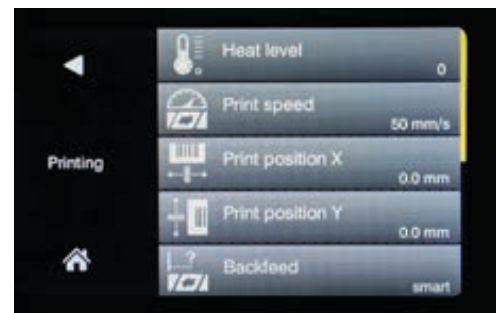 Heat level
0
Print speed
50 mm/s
Printing
Print position X
0.0 mm
Print position Y
0.0 mm
Backfeed
smart